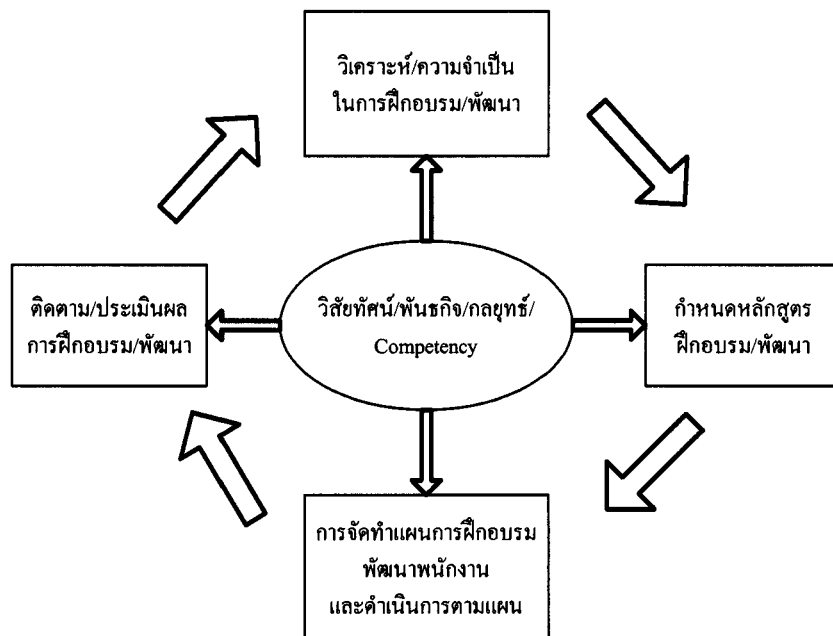 วิเคราะห์/ความจำเป็น
ในการฝึกอบรม/พัฒนา
ติดตาม/ประเมินผล
การฝึกอบรม/พัฒนา
วิสัยทัศน์/พันธกิจ/กลยุทธ์/
Competency
กำหนดหลักสูตร
ฝึกอบรม/พัฒนา
การจัดทำแผนการฝึกอบรม
พัฒนาพนักงาน
และดำเนินการตามแผน